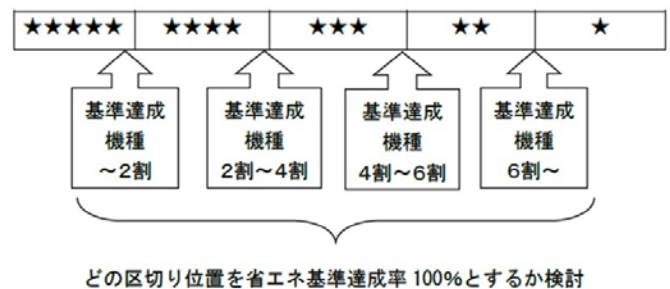 ★★★★★ ★★★★ ★★★ ★★ ★
基準達成
機種
～2割
基準達成
機種
2割～4割
基準達成
機種
4割～6割
基準達成
機種
6割～
どの区切り位置を省エネ基準達成率 100%とするか検討